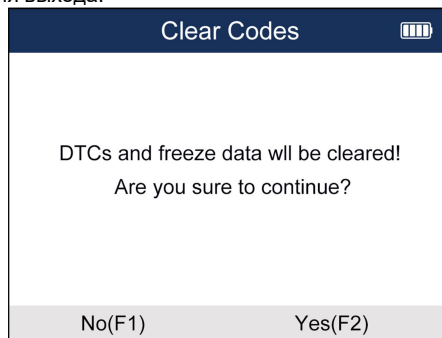 Clear Codes
DTCs and freeze data wll be cleared!
Are you sure to continue?
No(F1) Yes(F2)